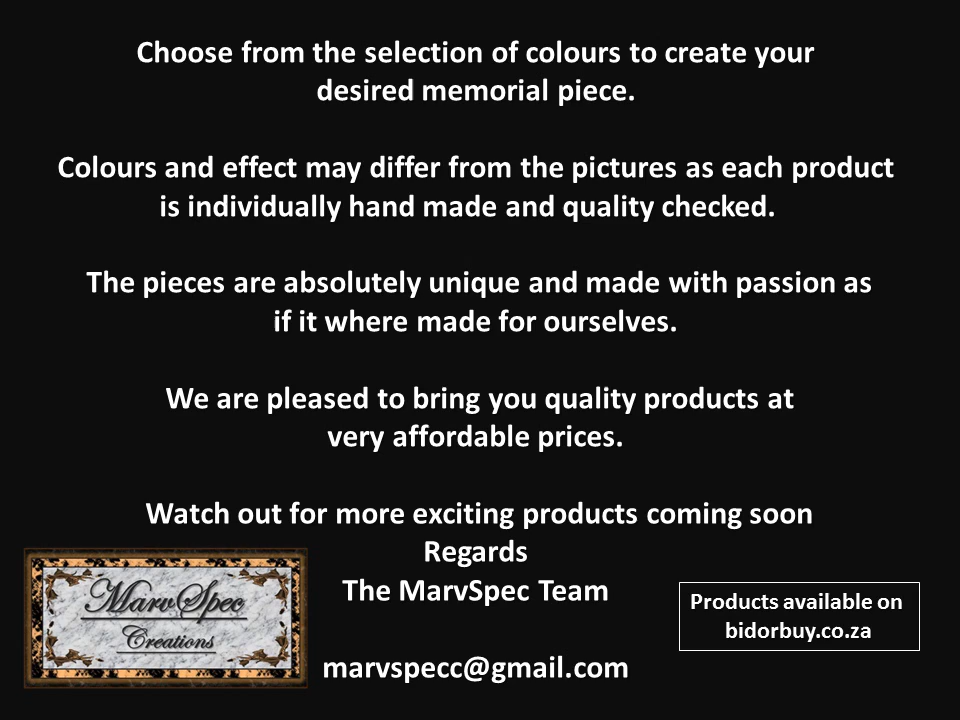 Choose from the selection of colours to create your
desired memorial piece.
Colours and effect may differ from the pictures as each product
is individually hand made and quality checked.
The pieces are absolutely unique and made with passion as
if it where made for ourselves.
We are pleased to bring you quality products at
very affordable prices.
Watch out for more exciting products coming soon
Regards
The MarvSpec Team
marvspecc@gmail.com
MarvSpec
Creations
Products available on
bidorbuy.co.za